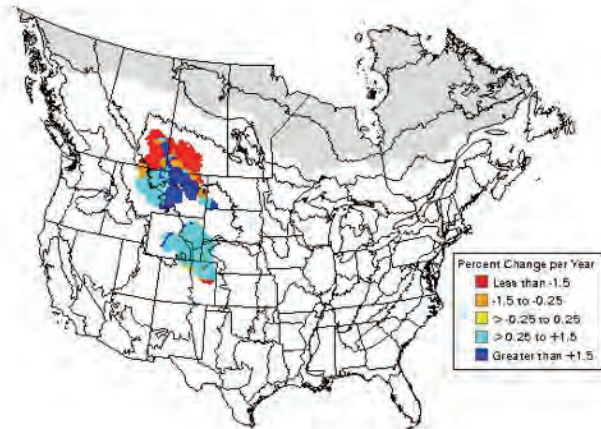 Percent Change per Year
Less than -1.5
-1.5 to -0.25
> -0.25 to 0.25
> 0.25 to +1.5
Greater than +1.5